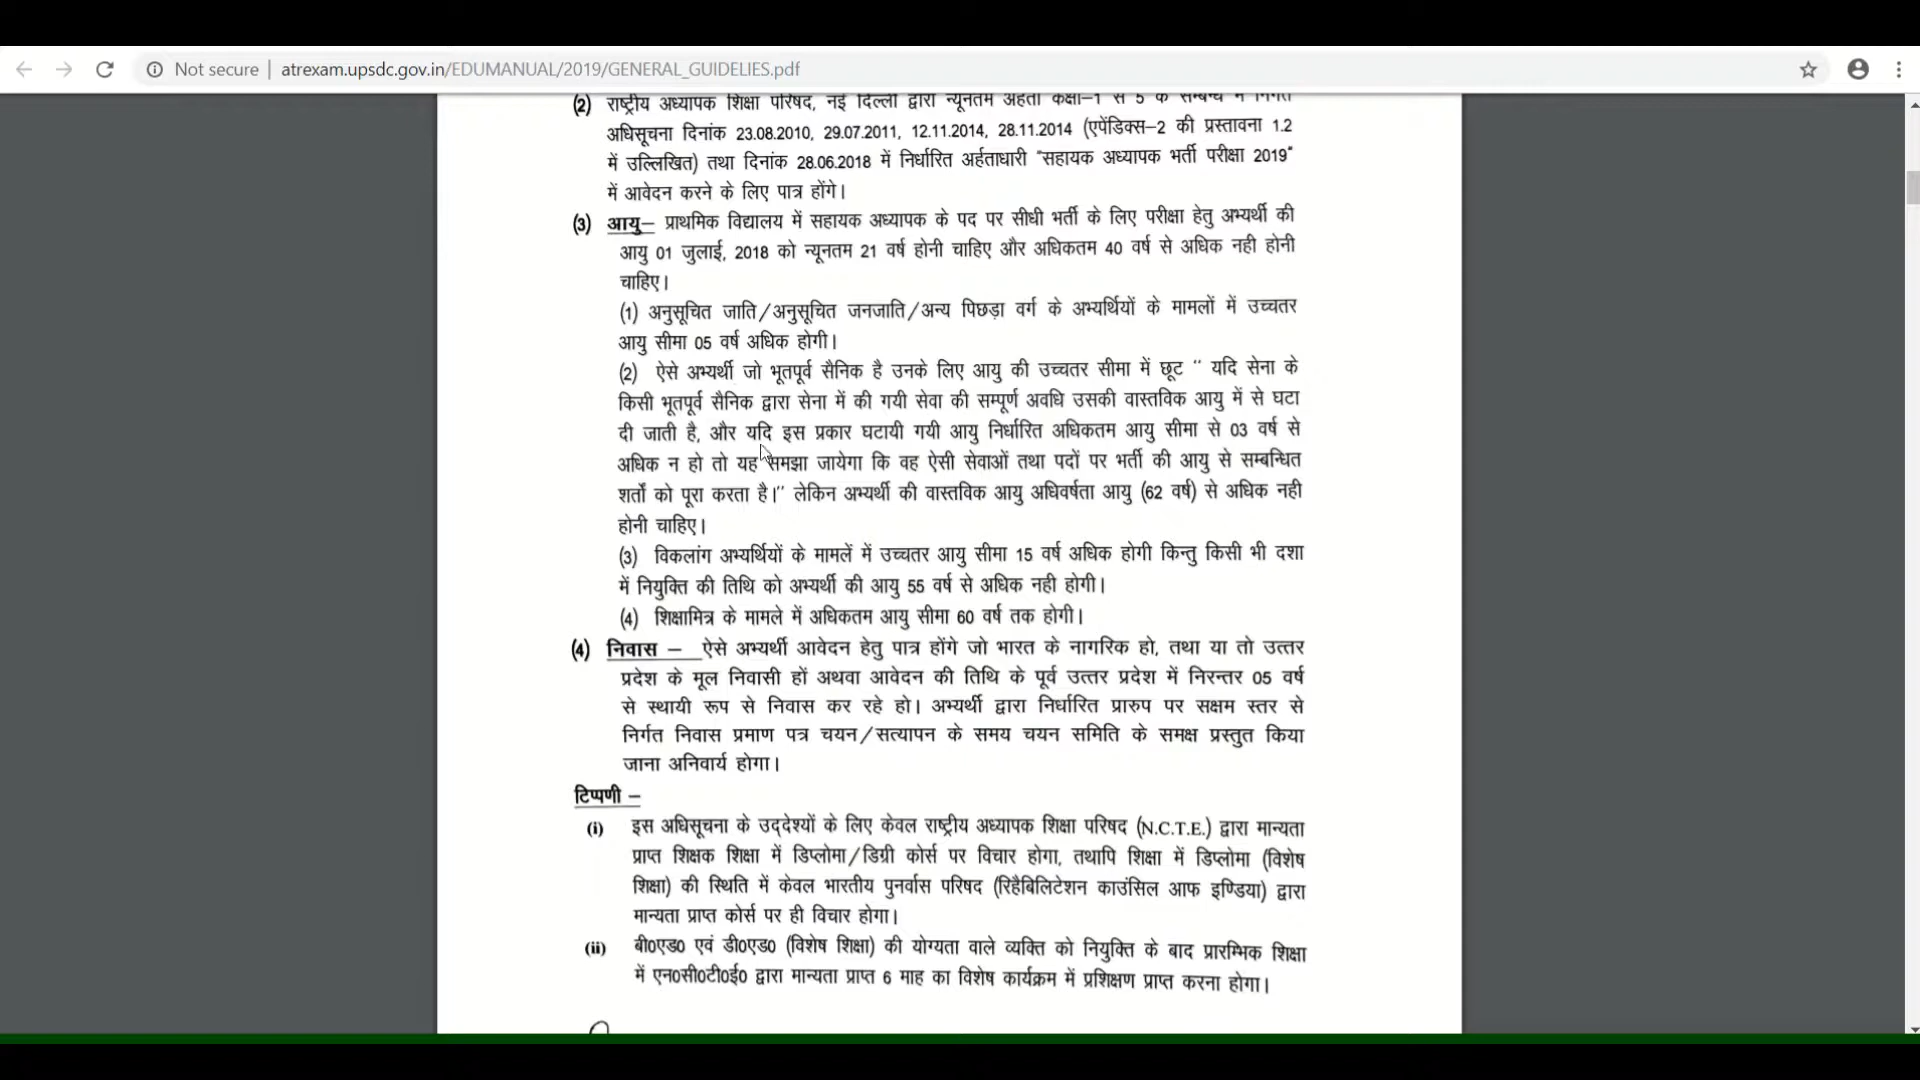 Not secure | atrexam.upsdc.gov.in/EDUMANUAL/2019/GENERAL_GUIDELIES.pdf
(2) राष्ट्रीय अध्यापक शिक्षा परिषद, नई दिल्ली द्वारा न्यूनतम अर्हता कक्षा–1 से 5 के सम्बन्ध में निर्गत
अधिसूचना दिनांक 23.08.2010, 29.07.2011, 12.11.2014, 28.11.2014 (एपेंडिक्स–2 की प्रस्तावना 1.2
में उल्लिखित) तथा दिनांक 28.06.2018 में निर्धारित अर्हताधारी "सहायक अध्यापक भर्ती परीक्षा 2019"
में आवेदन करने के लिए पात्र होंगे।
(3) आयु– प्राथमिक विद्यालय में सहायक अध्यापक के पद पर सीधी भर्ती के लिए परीक्षा हेतु अभ्यर्थी की
आयु 01 जुलाई, 2018 को न्यूनतम 21 वर्ष होनी चाहिए और अधिकतम 40 वर्ष से अधिक नही होनी
चाहिए।
(1) अनुसूचित जाति/अनुसूचित जनजाति/अन्य पिछड़ा वर्ग के अभ्यर्थियों के मामलों में उच्चतर
आयु सीमा 05 वर्ष अधिक होगी।
(2) ऐसे अभ्यर्थी जो भूतपूर्व सैनिक है उनके लिए आयु की उच्चतर सीमा में छूट " यदि सेना के
किसी भूतपूर्व सैनिक द्वारा सेना में की गयी सेवा की सम्पूर्ण अवधि उसकी वास्तविक आयु में से घटा
दी जाती है, और यदि इस प्रकार घटायी गयी आयु निर्धारित अधिकतम आयु सीमा से 03 वर्ष से
अधिक न हो तो यह समझा जायेगा कि वह ऐसी सेवाओं तथा पदों पर भर्ती की आयु से सम्बन्धित
शर्तों को पूरा करता है।" लेकिन अभ्यर्थी की वास्तविक आयु अधिवर्षता आयु (62 वर्ष) से अधिक नही
होनी चाहिए।
(3) विकलांग अभ्यर्थियों के मामलें में उच्चतर आयु सीमा 15 वर्ष अधिक होगी किन्तु किसी भी दशा
में नियुक्ति की तिथि को अभ्यर्थी की आयु 55 वर्ष से अधिक नही होगी।
(4) शिक्षामित्र के मामले में अधिकतम आयु सीमा 60 वर्ष तक होगी।
(4) निवास – ऐसे अभ्यर्थी आवेदन हेतु पात्र होंगे जो भारत के नागरिक हो, तथा या तो उत्तर
प्रदेश के मूल निवासी हों अथवा आवेदन की तिथि के पूर्व उत्तर प्रदेश में निरन्तर 05 वर्ष
से स्थायी रूप से निवास कर रहे हो। अभ्यर्थी द्वारा निर्धारित प्रारुप पर सक्षम स्तर से
निर्गत निवास प्रमाण पत्र चयन/सत्यापन के समय चयन समिति के समक्ष प्रस्तुत किया
जाना अनिवार्य होगा।
टिप्पणी –
(i) इस अधिसूचना के उद्देश्यों के लिए केवल राष्ट्रीय अध्यापक शिक्षा परिषद (N.C.T.E.) द्वारा मान्यता
प्राप्त शिक्षक शिक्षा में डिप्लोमा/डिग्री कोर्स पर विचार होगा, तथापि शिक्षा में डिप्लोमा (विशेष
शिक्षा) की स्थिति में केवल भारतीय पुनर्वास परिषद (रिहैबिलिटेशन काउंसिल आफ इण्डिया) द्वारा
मान्यता प्राप्त कोर्स पर ही विचार होगा।
(ii) बी०एड० एवं डी०एड० (विशेष शिक्षा) की योग्यता वाले व्यक्ति को नियुक्ति के बाद प्रारम्भिक शिक्षा
में एन०सी०टी०ई० द्वारा मान्यता प्राप्त 6 माह का विशेष कार्यक्रम में प्रशिक्षण प्राप्त करना होगा।